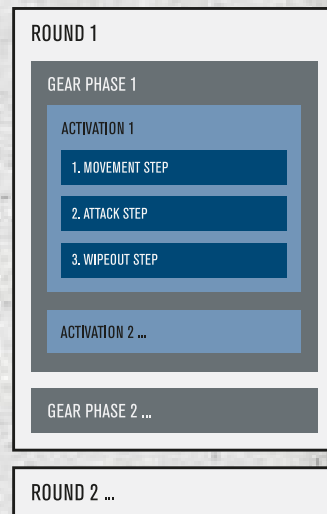 ROUND 1
GEAR PHASE 1
ACTIVATION 1
1. MOVEMENT STEP
2. ATTACK STEP
3. WIPEOUT STEP
ACTIVATION 2 ...
GEAR PHASE 2 ...
ROUND 2 ...